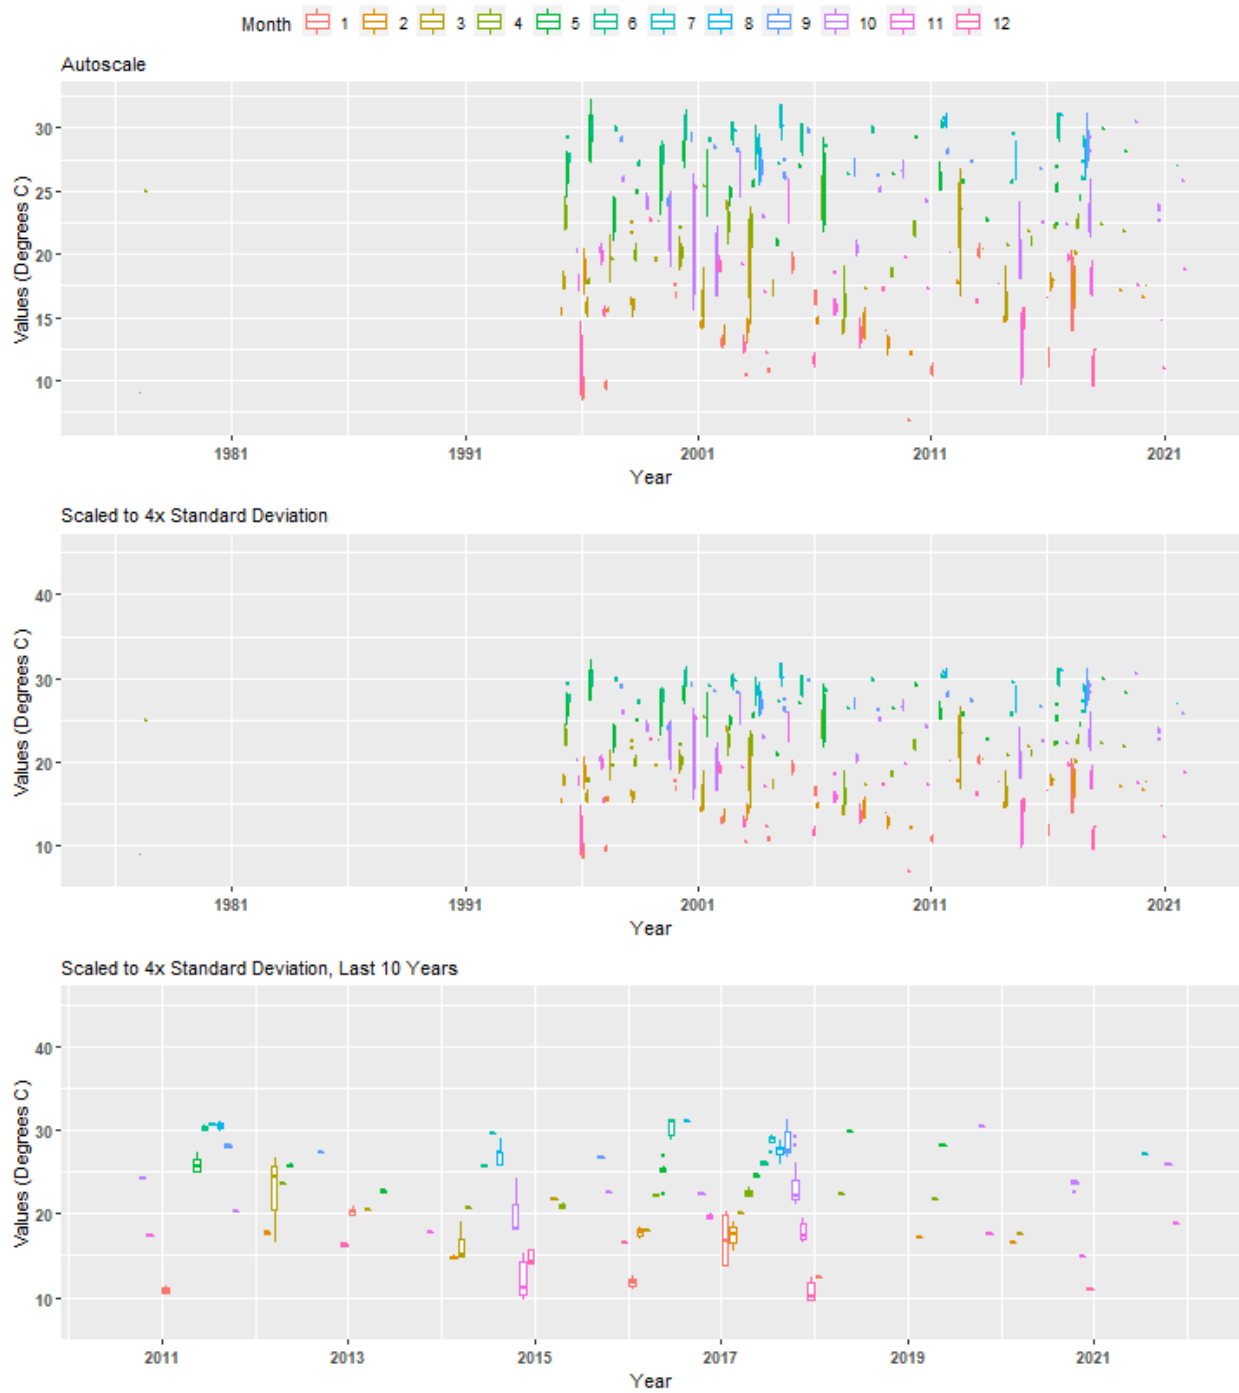 Month 1 2 3 4 5 6 7 8 9 10 11 12
Autoscale
Values (Degrees C)
30
25
20
15
10
1981 1991 2001 2011 2021
Year
Scaled to 4x Standard Deviation
Values (Degrees C)
40
30
20
10
1981 1991 2001 2011 2021
Year
Scaled to 4x Standard Deviation, Last 10 Years
Values (Degrees C)
40
30
20
10
2011 2013 2015 2017 2019 2021
Year